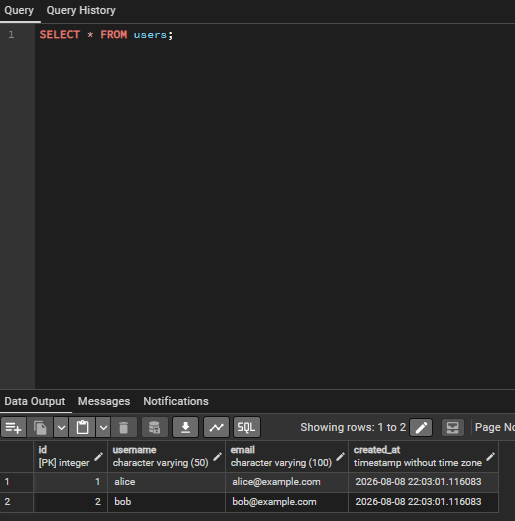 Query Query History
1 SELECT * FROM users;
Data Output Messages Notifications
SQL Showing rows: 1 to 2 Page No
id username email created_at
[PK] integer character varying (50) character varying (100) timestamp without time zone
1 1 alice alice@example.com 2026-08-08 22:03:01.116083
2 2 bob bob@example.com 2026-08-08 22:03:01.116083